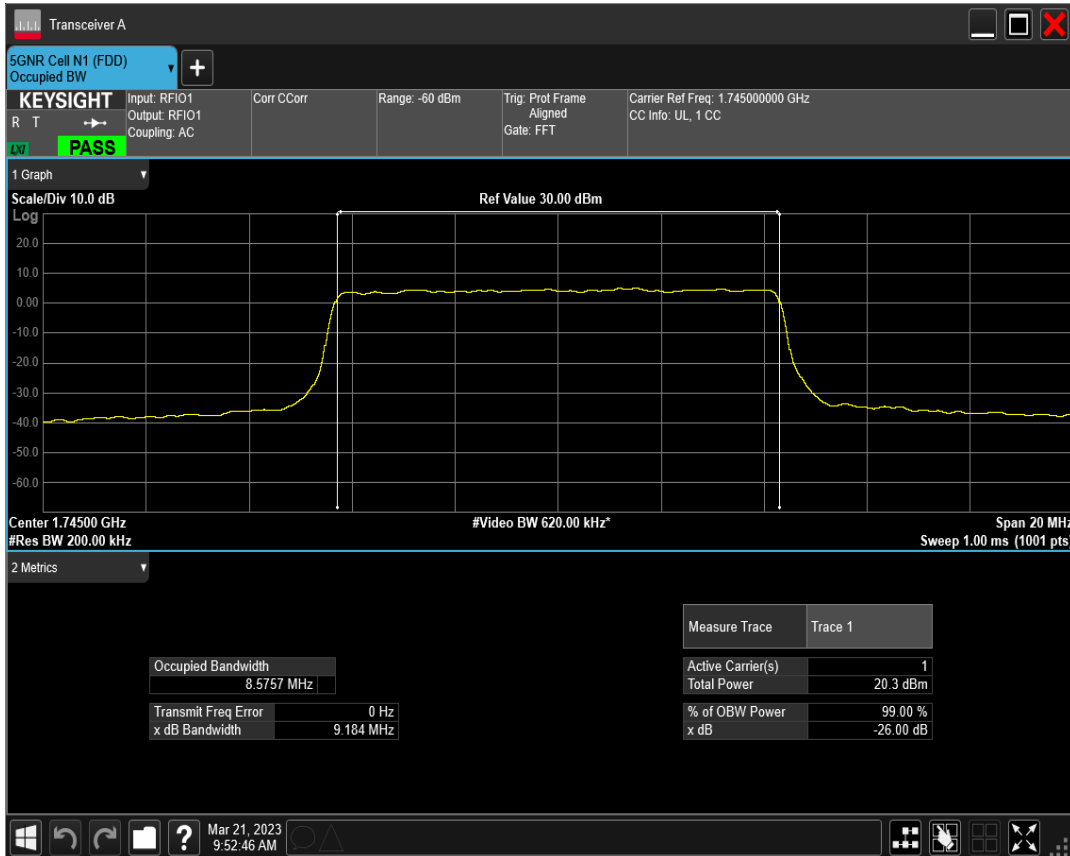 Transceiver A
5GNR Cell N1 (FDD)
Occupied BW
+
KEYSIGHT
R T
LXI
PASS
Input: RFIO1
Output: RFIO1
Coupling: AC
Corr CCorr
Range: -60 dBm
Trig: Prot Frame
Aligned
Gate: FFT
Carrier Ref Freq: 1.745000000 GHz
CC Info: UL, 1 CC
1 Graph
Scale/Div 10.0 dB
Ref Value 30.00 dBm
Log
20.0
10.0
0.00
-10.0
-20.0
-30.0
-40.0
-50.0
-60.0
Center 1.74500 GHz
#Video BW 620.00 kHz*
Span 20 MHz
#Res BW 200.00 kHz
Sweep 1.00 ms (1001 pts)
2 Metrics
Measure Trace Trace 1
Occupied Bandwidth
8.5757 MHz
Active Carrier(s) 1
Total Power 20.3 dBm
Transmit Freq Error 0 Hz
x dB Bandwidth 9.184 MHz
% of OBW Power 99.00 %
x dB -26.00 dB
?
Mar 21, 2023
9:52:46 AM